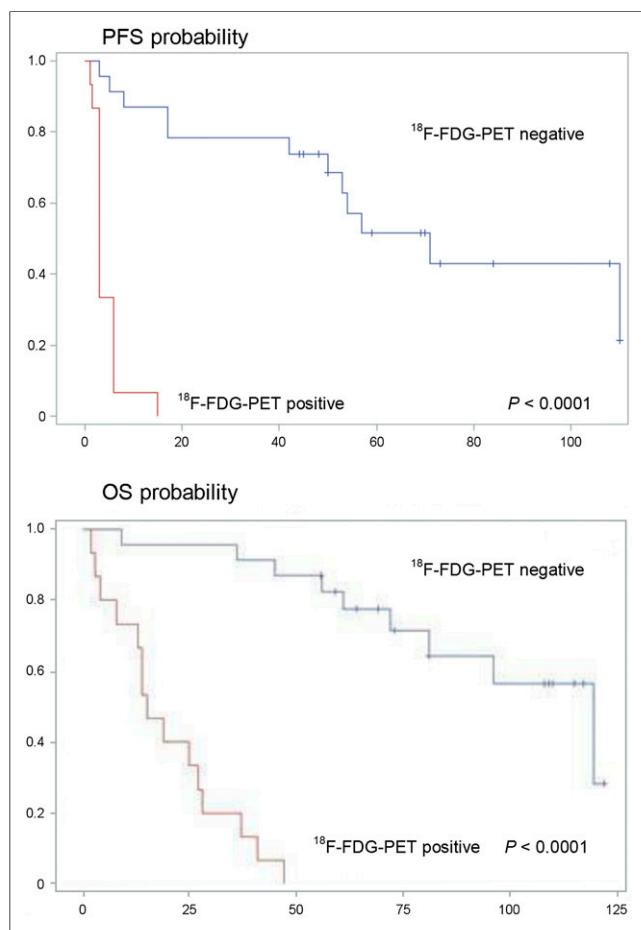 PFS probability
1.0
¹⁸F-FDG-PET negative
0.8
0.6
0.4
0.2
¹⁸F-FDG-PET positive P < 0.0001
0
0 20 40 60 80 100
OS probability
1.0
¹⁸F-FDG-PET negative
0.8
0.6
0.4
0.2
¹⁸F-FDG-PET positive P < 0.0001
0
0 25 50 75 100 125